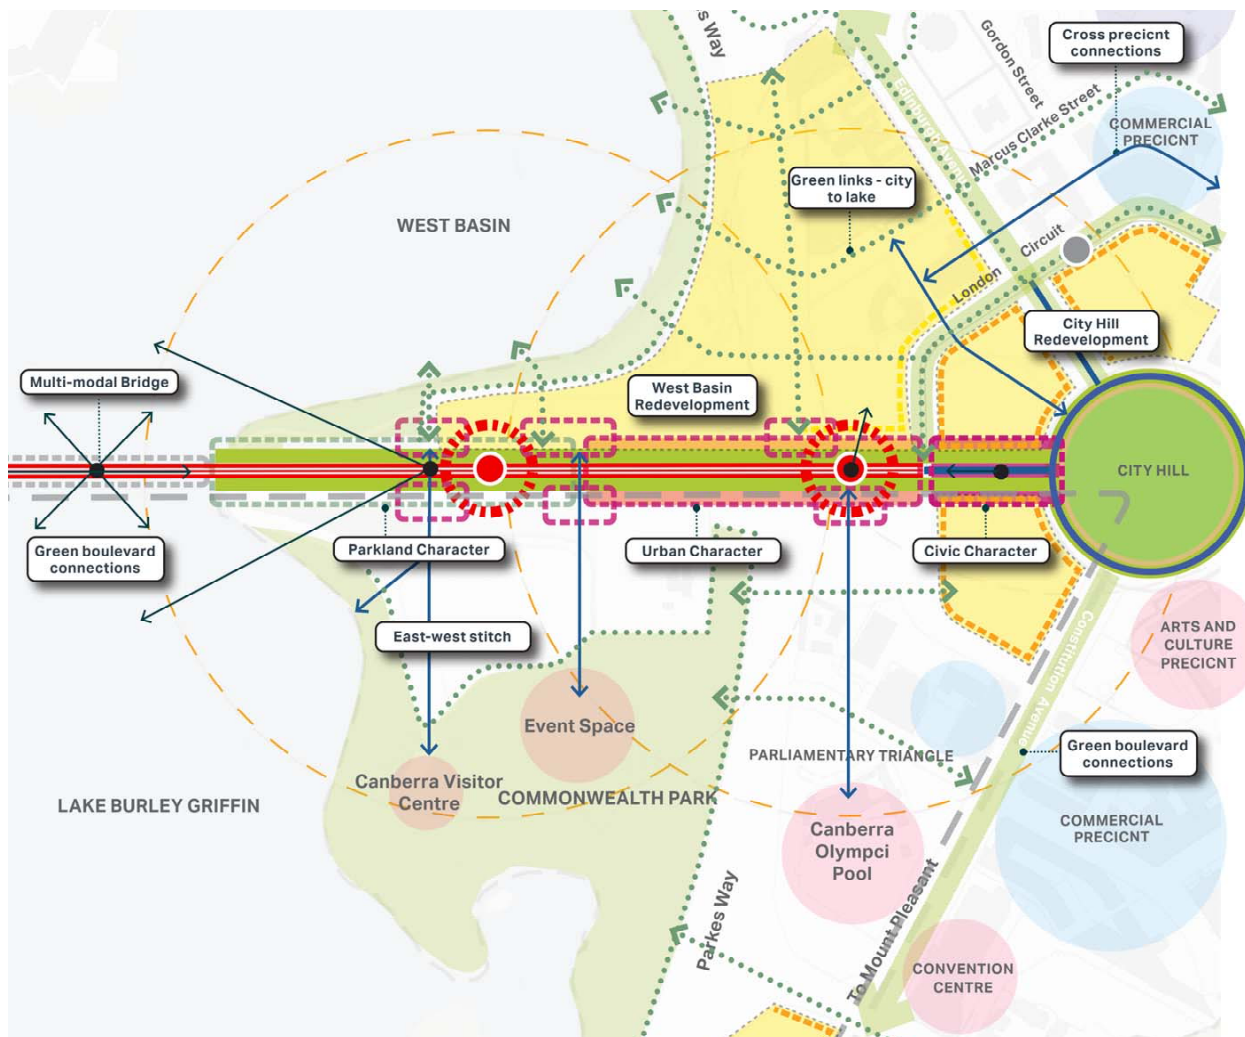 s Way
Gordon Street
Cross precicnt
connections
Edinburgh Avenue
Marcus Clarke Street
COMMERCIAL
PRECICNT
Green links - city
to lake
WEST BASIN
London Circuit
City Hill
Redevelopment
Multi-modal Bridge
West Basin
Redevelopment
CITY HILL
Green boulevard
connections
Parkland Character
Urban Character
Civic Character
East-west stitch
Constitution Avenue
ARTS AND
CULTURE
PRECICNT
Event Space
Green boulevard
connections
PARLIAMENTARY TRIANGLE
Canberra Visitor
Centre
COMMONWEALTH PARK
LAKE BURLEY GRIFFIN
COMMERCIAL
PRECICNT
Canberra
Olympci
Pool
Parkes Way
To Mount Pleasant
CONVENTION
CENTRE